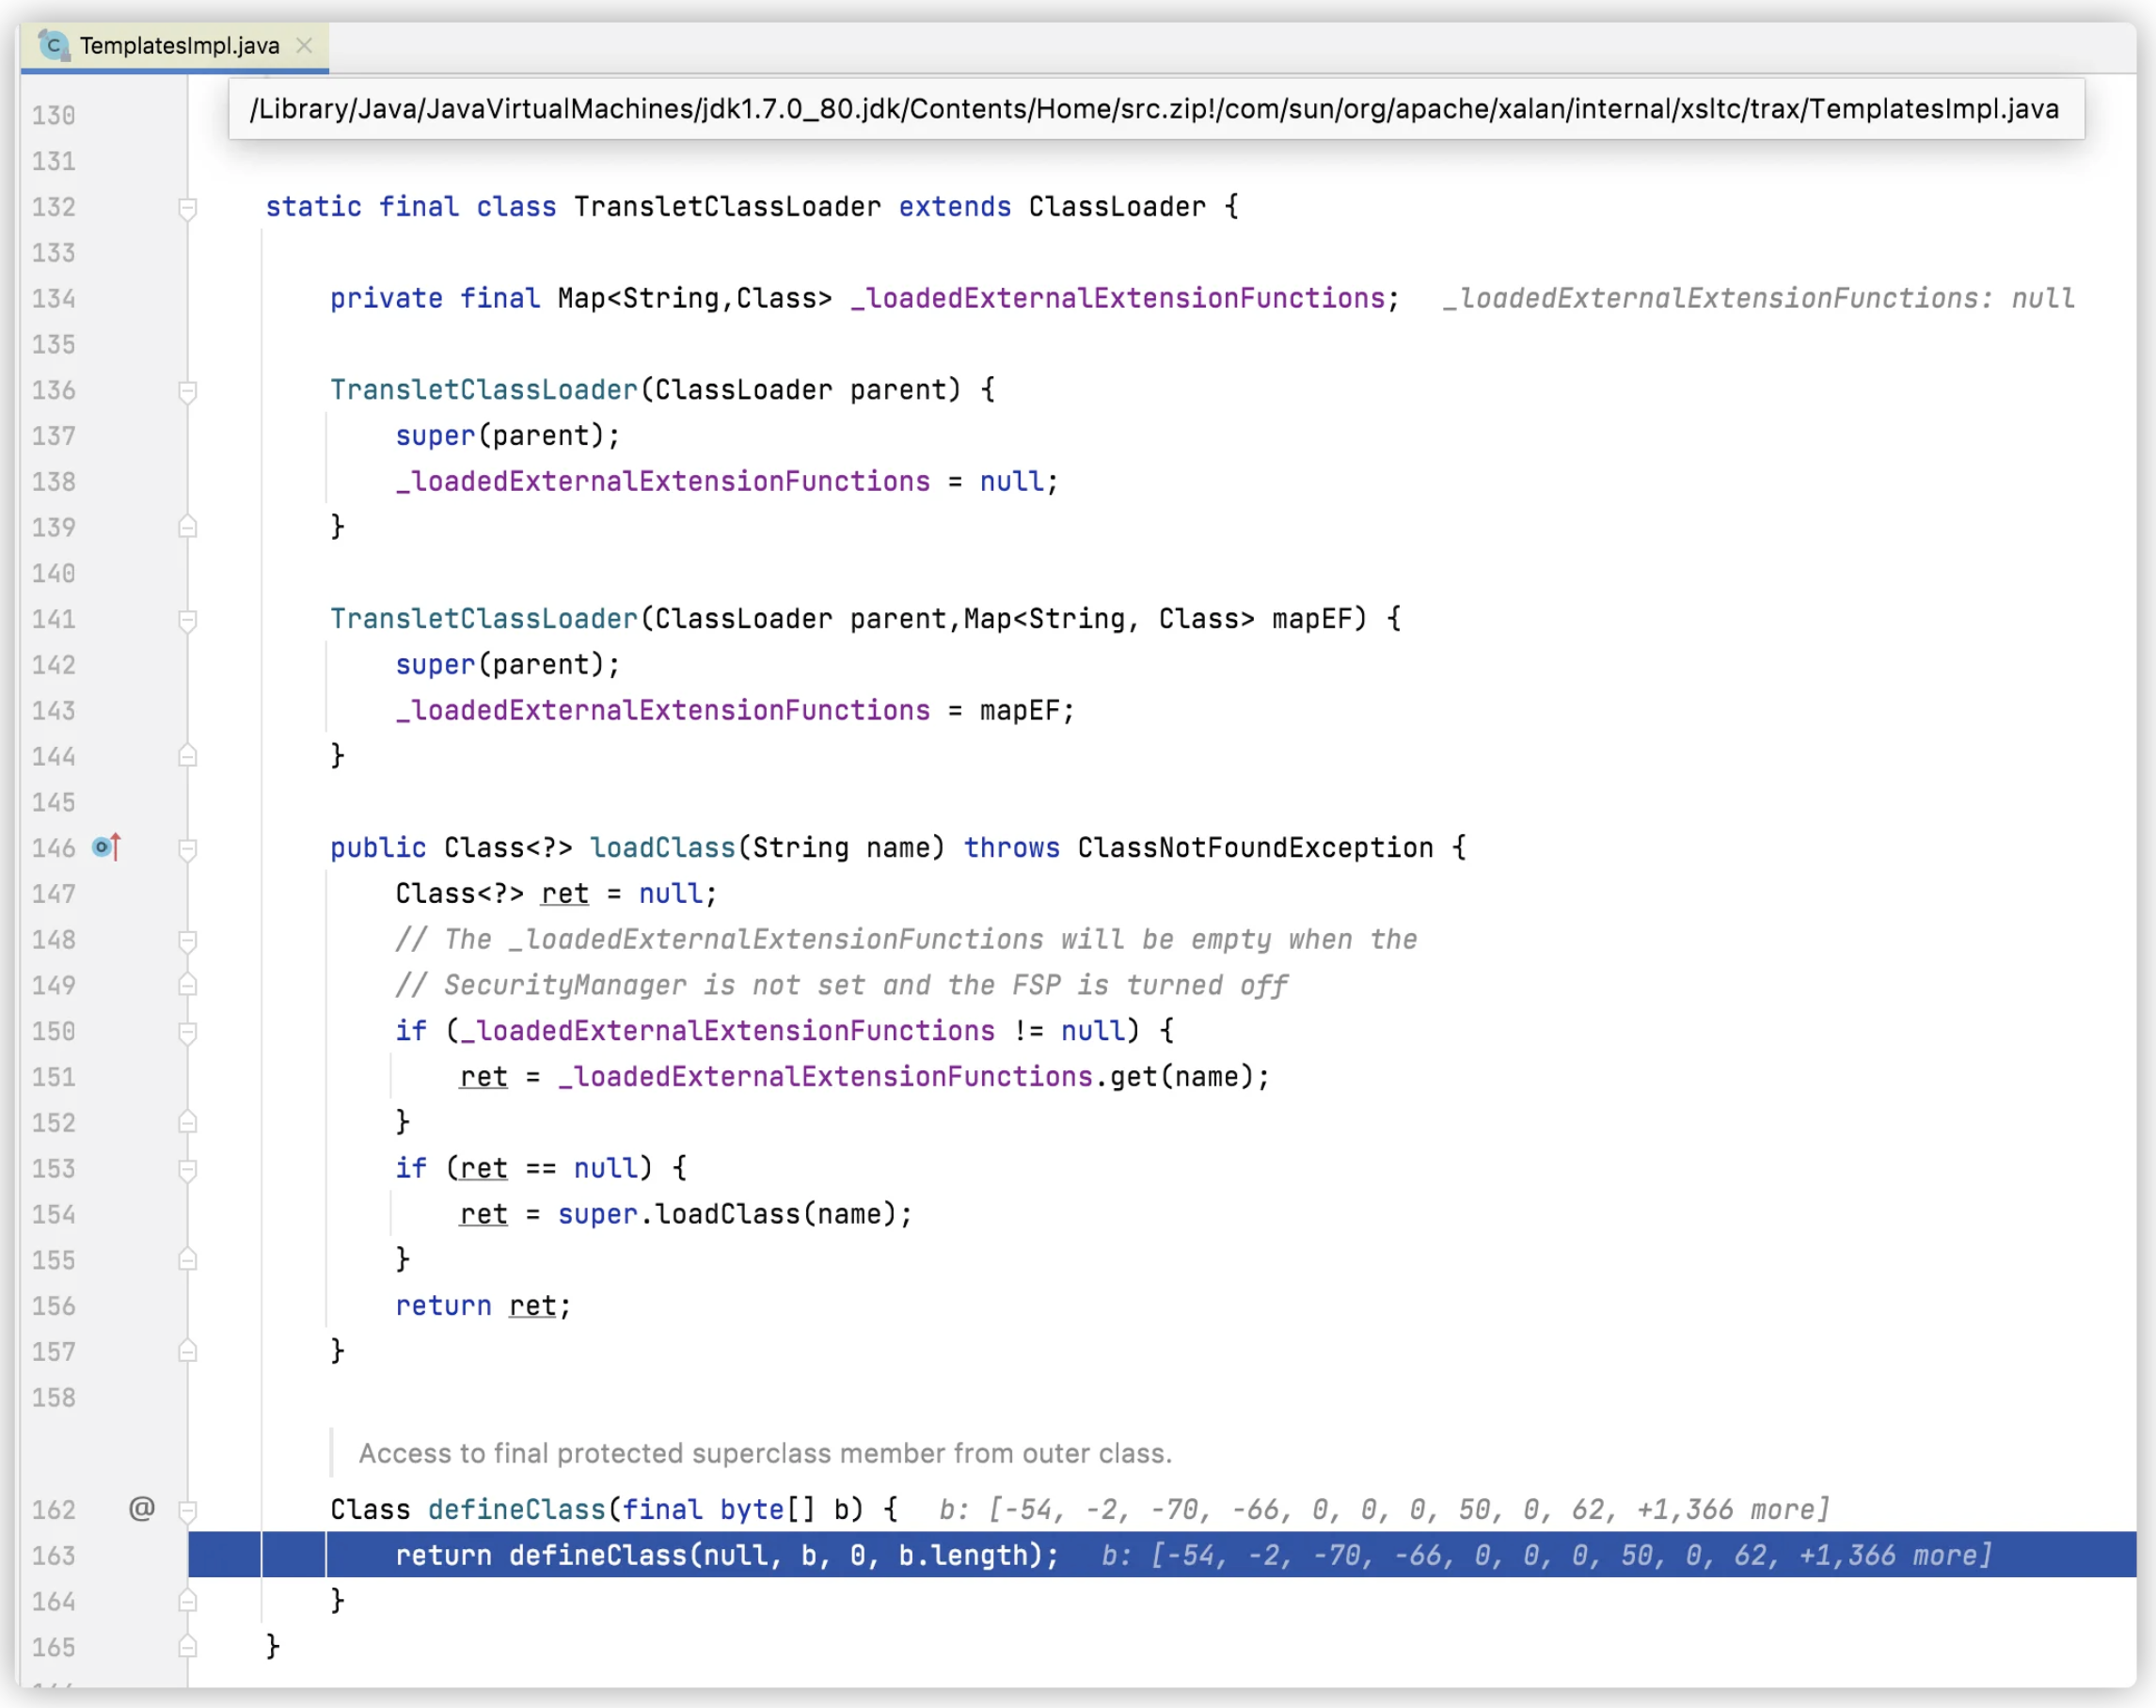 TemplatesImpl.java
/Library/Java/JavaVirtualMachines/jdk1.7.0_80.jdk/Contents/Home/src.zip!/com/sun/org/apache/xalan/internal/xsltc/trax/TemplatesImpl.java
130
131
132 static final class TransletClassLoader extends ClassLoader {
133
134 private final Map<String,Class> _loadedExternalExtensionFunctions; _loadedExternalExtensionFunctions: null
135
136 TransletClassLoader(ClassLoader parent) {
137 super(parent);
138 _loadedExternalExtensionFunctions = null;
139 }
140
141 TransletClassLoader(ClassLoader parent,Map<String, Class> mapEF) {
142 super(parent);
143 _loadedExternalExtensionFunctions = mapEF;
144 }
145
146 public Class<?> loadClass(String name) throws ClassNotFoundException {
147 Class<?> ret = null;
148 // The _loadedExternalExtensionFunctions will be empty when the
149 // SecurityManager is not set and the FSP is turned off
150 if (_loadedExternalExtensionFunctions != null) {
151 ret = _loadedExternalExtensionFunctions.get(name);
152 }
153 if (ret == null) {
154 ret = super.loadClass(name);
155 }
156 return ret;
157 }
158
Access to final protected superclass member from outer class.
162 @ Class defineClass(final byte[] b) { b: [-54, -2, -70, -66, 0, 0, 0, 50, 0, 62, +1,366 more]
163 return defineClass(null, b, 0, b.length); b: [-54, -2, -70, -66, 0, 0, 0, 50, 0, 62, +1,366 more]
164 }
165 }